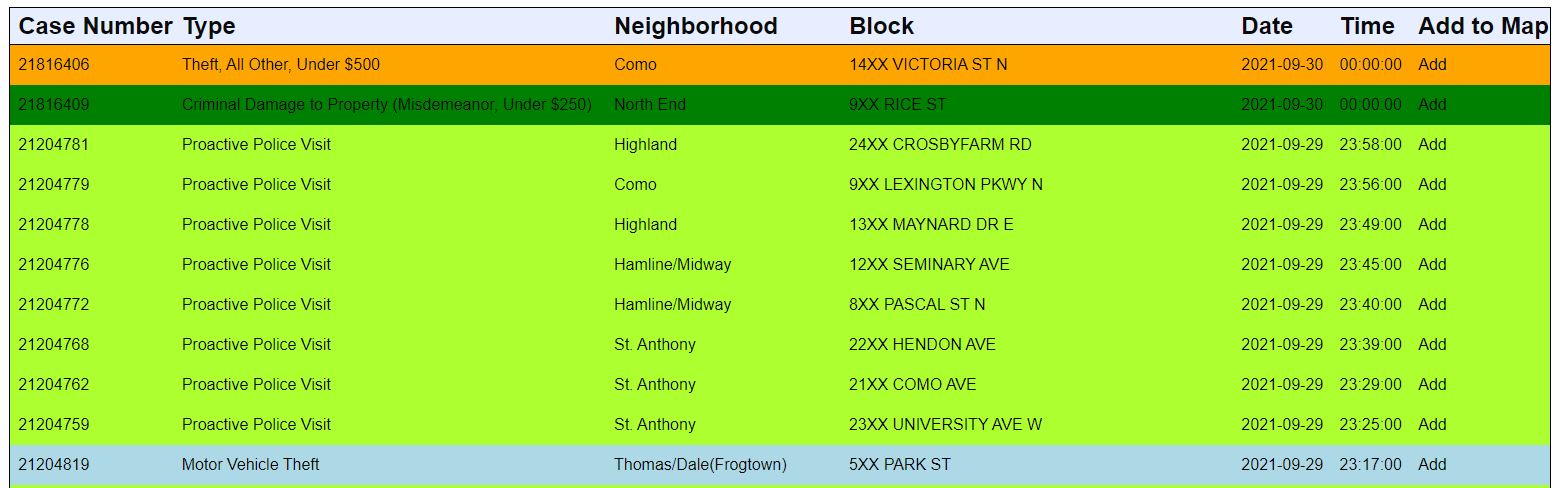 Case Number Type Neighborhood Block Date Time Add to Map
21816406 Theft, All Other, Under $500 Como 14XX VICTORIA ST N 2021-09-30 00:00:00 Add
21816409 Criminal Damage to Property (Misdemeanor, Under $250) North End 9XX RICE ST 2021-09-30 00:00:00 Add
21204781 Proactive Police Visit Highland 24XX CROSBYFARM RD 2021-09-29 23:58:00 Add
21204779 Proactive Police Visit Como 9XX LEXINGTON PKWY N 2021-09-29 23:56:00 Add
21204778 Proactive Police Visit Highland 13XX MAYNARD DR E 2021-09-29 23:49:00 Add
21204776 Proactive Police Visit Hamline/Midway 12XX SEMINARY AVE 2021-09-29 23:45:00 Add
21204772 Proactive Police Visit Hamline/Midway 8XX PASCAL ST N 2021-09-29 23:40:00 Add
21204768 Proactive Police Visit St. Anthony 22XX HENDON AVE 2021-09-29 23:39:00 Add
21204762 Proactive Police Visit St. Anthony 21XX COMO AVE 2021-09-29 23:29:00 Add
21204759 Proactive Police Visit St. Anthony 23XX UNIVERSITY AVE W 2021-09-29 23:25:00 Add
21204819 Motor Vehicle Theft Thomas/Dale(Frogtown) 5XX PARK ST 2021-09-29 23:17:00 Add